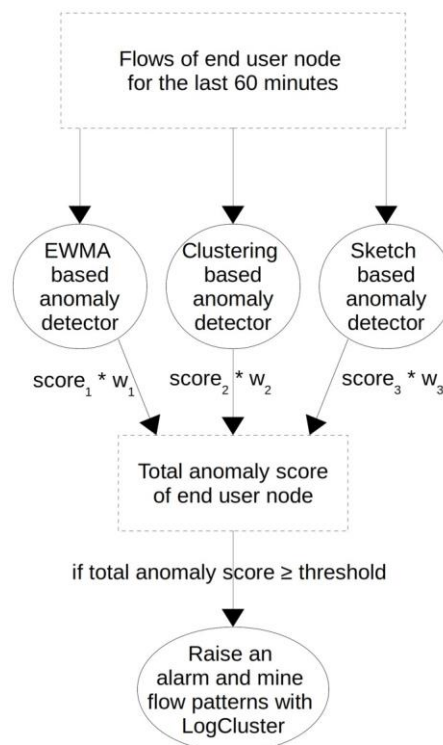 Flows of end user node
for the last 60 minutes
EWMA
based
anomaly
detector
Clustering
based
anomaly
detector
Sketch
based
anomaly
detector
score₁ * w₁
score₂ * w₂
score₃ * w₃
Total anomaly score
of end user node
if total anomaly score ≥ threshold
Raise an
alarm and mine
flow patterns with
LogCluster